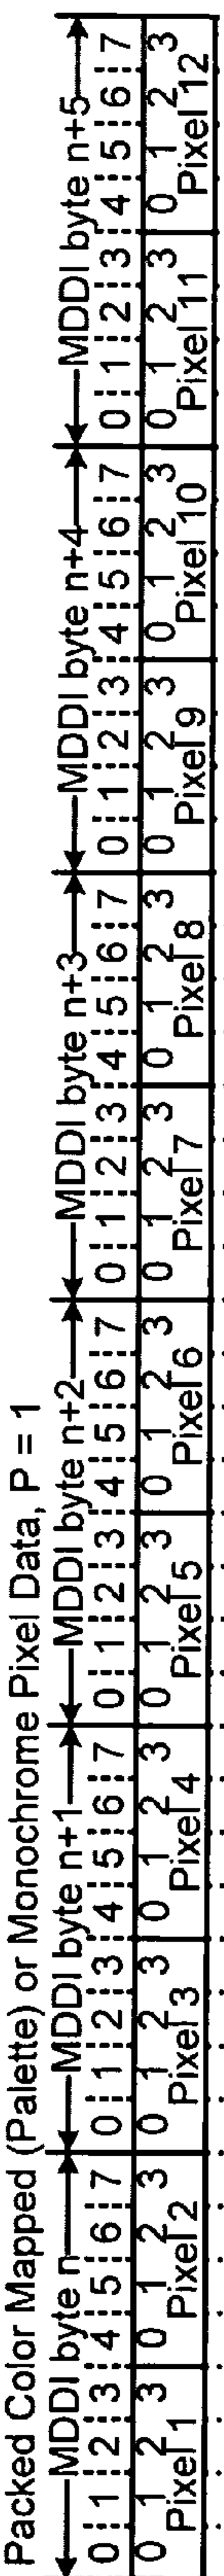 Packed Color Mapped (Palette) or Monochrome Pixel Data, P = 1
MDDI byte n MDDI byte n+1 MDDI byte n+2 MDDI byte n+3 MDDI byte n+4 MDDI byte n+5
0 1 2 3 4 5 6 7 0 1 2 3 4 5 6 7 0 1 2 3 4 5 6 7 0 1 2 3 4 5 6 7 0 1 2 3 4 5 6 7 0 1 2 3 4 5 6 7
0 1 2 3 0 1 2 3 0 1 2 3 0 1 2 3 0 1 2 3 0 1 2 3 0 1 2 3 0 1 2 3 0 1 2 3 0 1 2 3 0 1 2 3 0 1 2 3
Pixel 1 Pixel 2 Pixel 3 Pixel 4 Pixel 5 Pixel 6 Pixel 7 Pixel 8 Pixel 9 Pixel 10 Pixel 11 Pixel 12